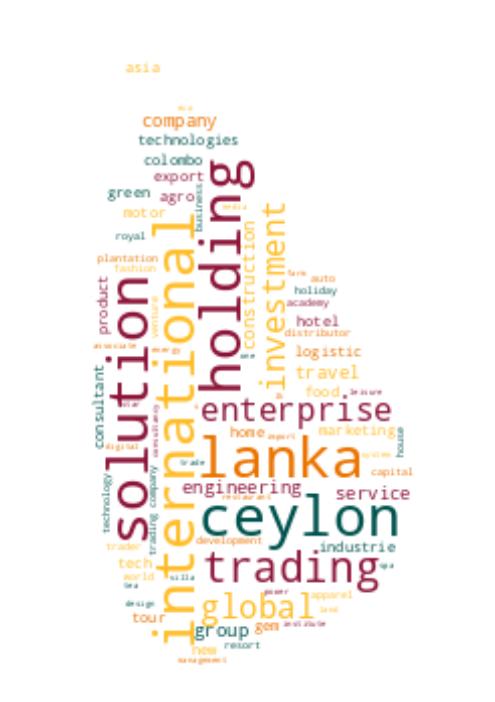 asia
company
technologies
colombo
export
green
agro
business
motor
royal
holding
investment
international
construction
plantation
fashion
farm
auto
holiday
academy
product
solution
venture
hotel
distributor
associate
energy
logistic
travel
food
leisure
consultant
star
consultancy
enterprise
home
import
marketing
house
digital
lanka
trade
system
capital
technology
trading company
engineering
restaurant
service
ceylon
development
industrie
trader
tech
world
villa
trading
spa
tea
power
apparel
design
global
land
tour
group
gem
institute
new
resort
management